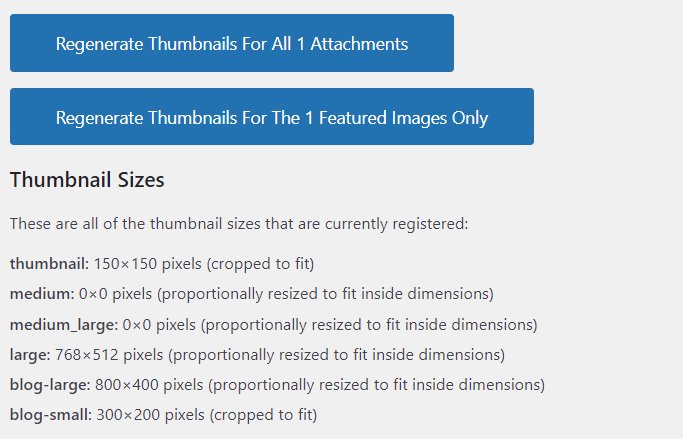 Regenerate Thumbnails For All 1 Attachments
Regenerate Thumbnails For The 1 Featured Images Only
Thumbnail Sizes
These are all of the thumbnail sizes that are currently registered:
thumbnail: 150×150 pixels (cropped to fit)
medium: 0×0 pixels (proportionally resized to fit inside dimensions)
medium_large: 0×0 pixels (proportionally resized to fit inside dimensions)
large: 768×512 pixels (proportionally resized to fit inside dimensions)
blog-large: 800×400 pixels (proportionally resized to fit inside dimensions)
blog-small: 300×200 pixels (cropped to fit)